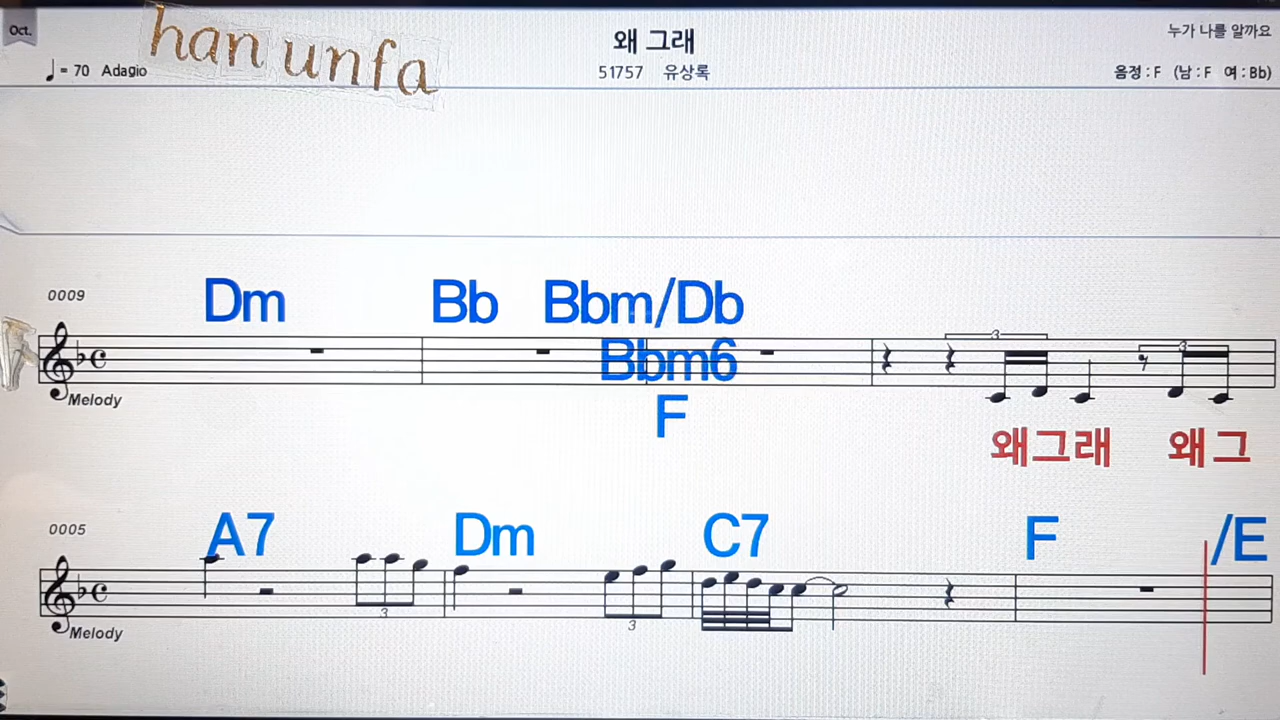 Oct.
han unfa
왜 그래
누가 나를 알까요
♩= 70 Adagio
51757 유상록
음정 : F (남 : F 여 : Bb)
0009
Dm Bb Bbm/Db
Bbm6
F
3 3
Melody
왜그래 왜그
0005
A7 Dm C7 F /E
3 3
Melody